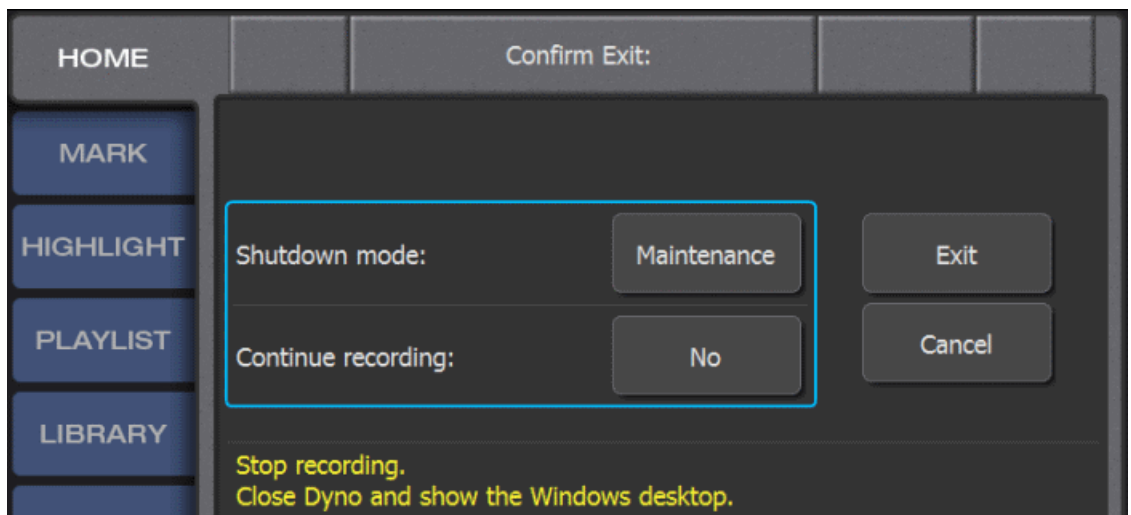 HOME
Confirm Exit:
MARK
HIGHLIGHT
Shutdown mode:
Maintenance
Exit
PLAYLIST
Continue recording:
No
Cancel
LIBRARY
Stop recording.
Close Dyno and show the Windows desktop.